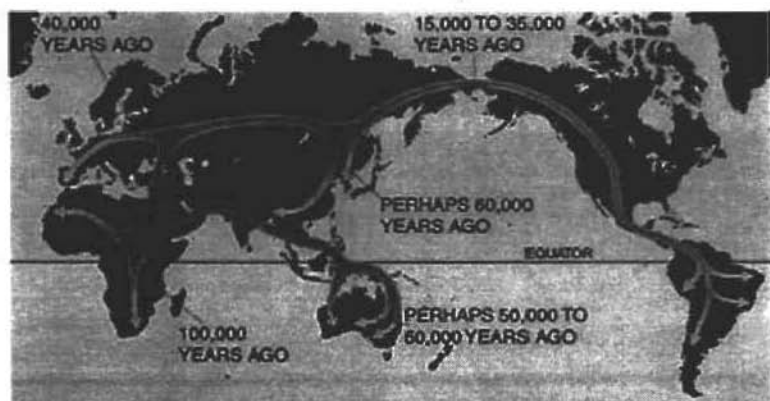 40,000
YEARS AGO
15,000 TO 35,000
YEARS AGO
PERHAPS 60,000
YEARS AGO
EQUATOR
PERHAPS 50,000 TO
60,000 YEARS AGO
100,000
YEARS AGO